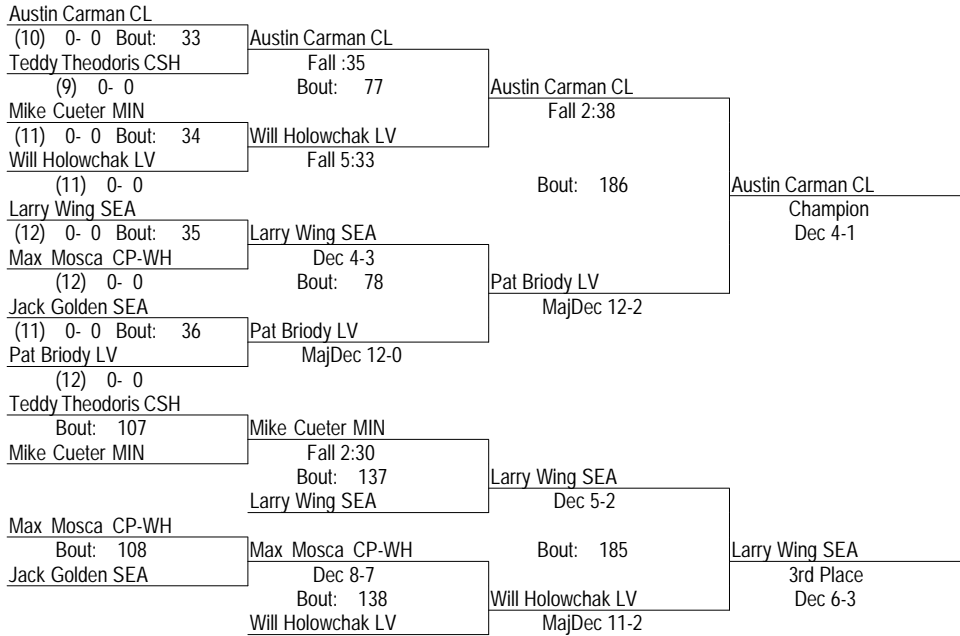 Austin Carman CL
(10) 0- 0 Bout: 33
Austin Carman CL
Teddy Theodoris CSH
Fall :35
(9) 0- 0
Bout: 77
Austin Carman CL
Mike Cueter MIN
Fall 2:38
(11) 0- 0 Bout: 34
Will Holowchak LV
Will Holowchak LV
Fall 5:33
(11) 0- 0
Bout: 186
Austin Carman CL
Larry Wing SEA
Champion
(12) 0- 0 Bout: 35
Larry Wing SEA
Dec 4-1
Max Mosca CP-WH
Dec 4-3
(12) 0- 0
Bout: 78
Pat Briody LV
Jack Golden SEA
MajDec 12-2
(11) 0- 0 Bout: 36
Pat Briody LV
Pat Briody LV
MajDec 12-0
(12) 0- 0
Teddy Theodoris CSH
Bout: 107
Mike Cueter MIN
Mike Cueter MIN
Fall 2:30
Bout: 137
Larry Wing SEA
Larry Wing SEA
Dec 5-2
Max Mosca CP-WH
Bout: 108
Max Mosca CP-WH
Bout: 185
Larry Wing SEA
Jack Golden SEA
Dec 8-7
3rd Place
Bout: 138
Will Holowchak LV
Dec 6-3
Will Holowchak LV
MajDec 11-2